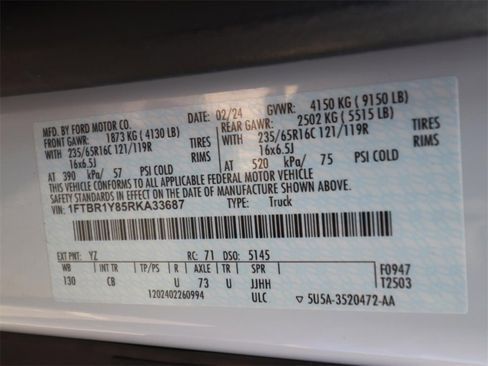 MFD. BY FORD MOTOR CO.
DATE: 02/24 GVWR: 4150 KG ( 9150 LB)
FRONT GAWR: 1873 KG ( 4130 LB) REAR GAWR: 2502 KG ( 5515 LB)
WITH 235/65R16C 121/119R TIRES WITH 235/65R16C 121/119R TIRES
16x6.5J RIMS 16x6.5J RIMS
AT 390 kPa/ 57 PSI COLD AT 520 kPa/ 75 PSI COLD
THIS VEHICLE CONFORMS TO ALL APPLICABLE FEDERAL MOTOR VEHICLE
SAFETY STANDARDS IN EFFECT ON THE DATE OF MANUFACTURE SHOWN ABOVE.
VIN: 1FTBR1Y85RKA33687 TYPE: Truck
EXT PNT: YZ RC: 71 DSO: 5145
WB INT TR TP/PS R AXLE TR SPR F0947
130 CB U 73 U JJHH T2503
1202402260994 ULC ▽ 5U5A-3520472-AA